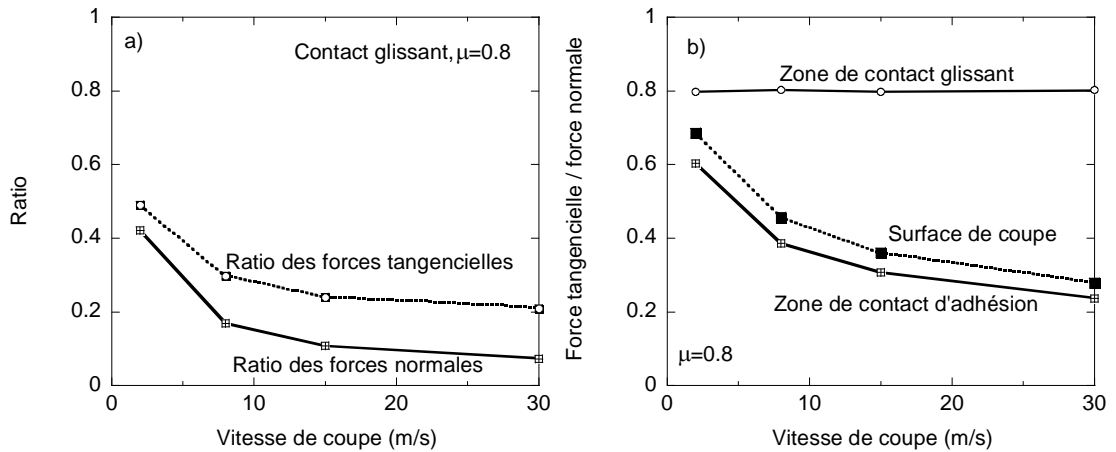 a)
Contact glissant, μ=0.8
Ratio des forces tangencielles
Ratio des forces normales
Ratio
1
0.8
0.6
0.4
0.2
0
0
10
20
30
Vitesse de coupe (m/s)
b)
Zone de contact glissant
Surface de coupe
Zone de contact d'adhésion
μ=0.8
Force tangencielle / force normale
1
0.8
0.6
0.4
0.2
0
0
10
20
30
Vitesse de coupe (m/s)